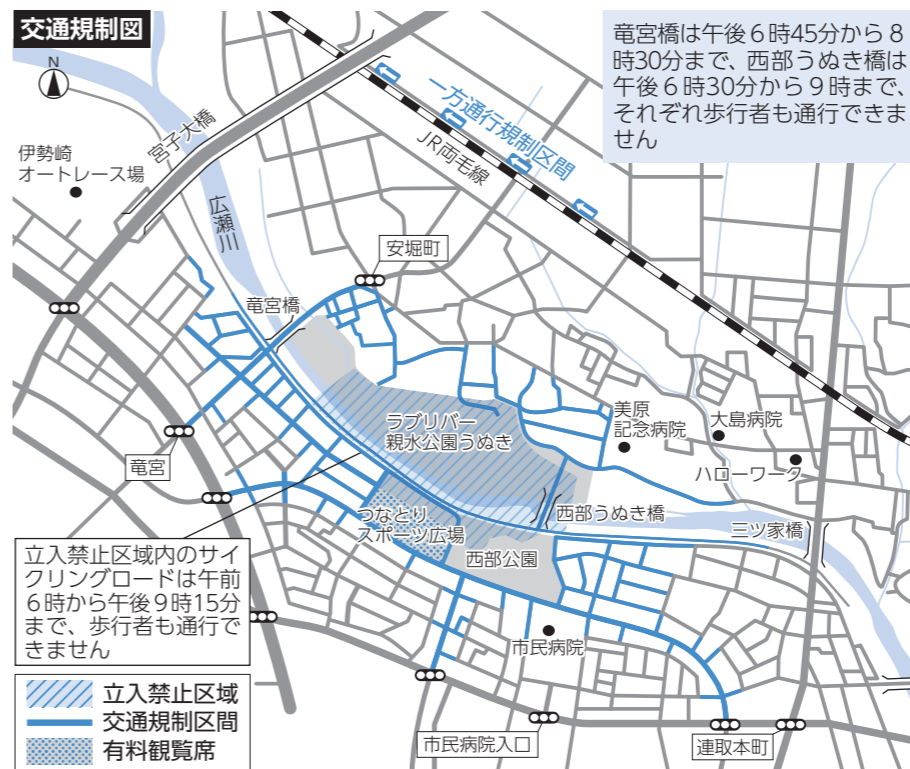 交通規制図
竜宮橋は午後6時45分から8
時30分まで、西部うぬき橋は
午後6時30分から9時まで、
それぞれ歩行者も通行できま
せん
N
宮子大橋
伊勢崎
オートレース場
一方通行規制区間
JR両毛線
広瀬川
安堀町
竜宮橋
ラブリバー
親水公園うぬき
美原
記念病院
大島病院
ハローワーク
竜宮
つなとり
スポーツ広場
西部うぬき橋
三ツ家橋
西部公園
立入禁止区域内のサイ
クリングロードは午前
6時から午後9時15分
まで、歩行者も通行で
きません
市民病院
立入禁止区域
交通規制区間
有料観覧席
市民病院入口
連取本町